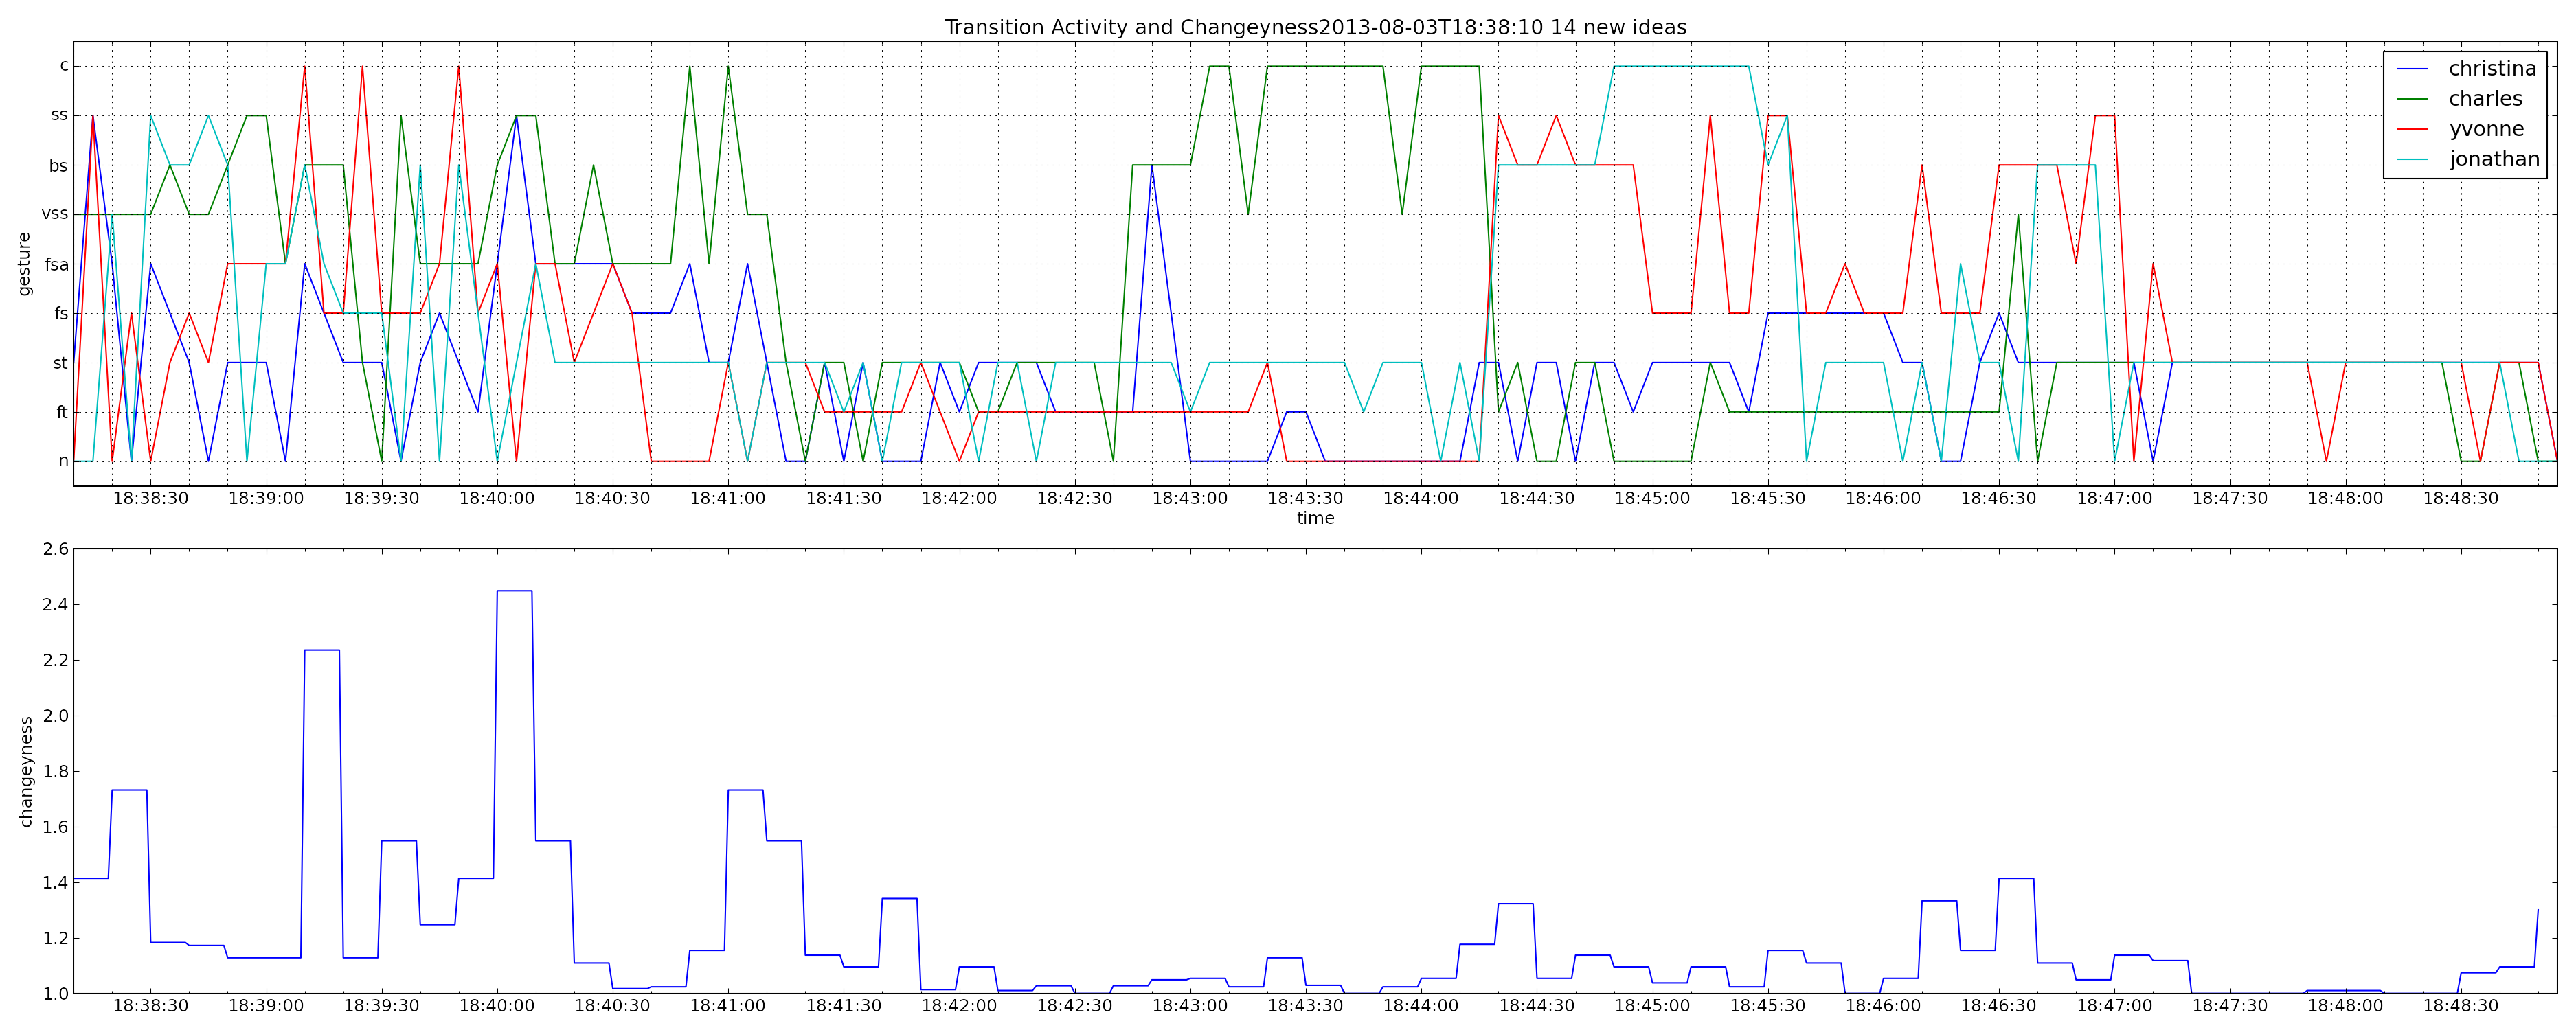 Transition Activity and Changeyness2013-08-03T18:38:10 14 new ideas
c
ss
bs
vss
fsa
fs
st
ft
n
gesture
christina
charles
yvonne
jonathan
18:38:30 18:39:00 18:39:30 18:40:00 18:40:30 18:41:00 18:41:30 18:42:00 18:42:30 18:43:00 18:43:30 18:44:00 18:44:30 18:45:00 18:45:30 18:46:00 18:46:30 18:47:00 18:47:30 18:48:00 18:48:30
time
2.6
2.4
2.2
2.0
1.8
1.6
1.4
1.2
1.0
changeyness
18:38:30 18:39:00 18:39:30 18:40:00 18:40:30 18:41:00 18:41:30 18:42:00 18:42:30 18:43:00 18:43:30 18:44:00 18:44:30 18:45:00 18:45:30 18:46:00 18:46:30 18:47:00 18:47:30 18:48:00 18:48:30